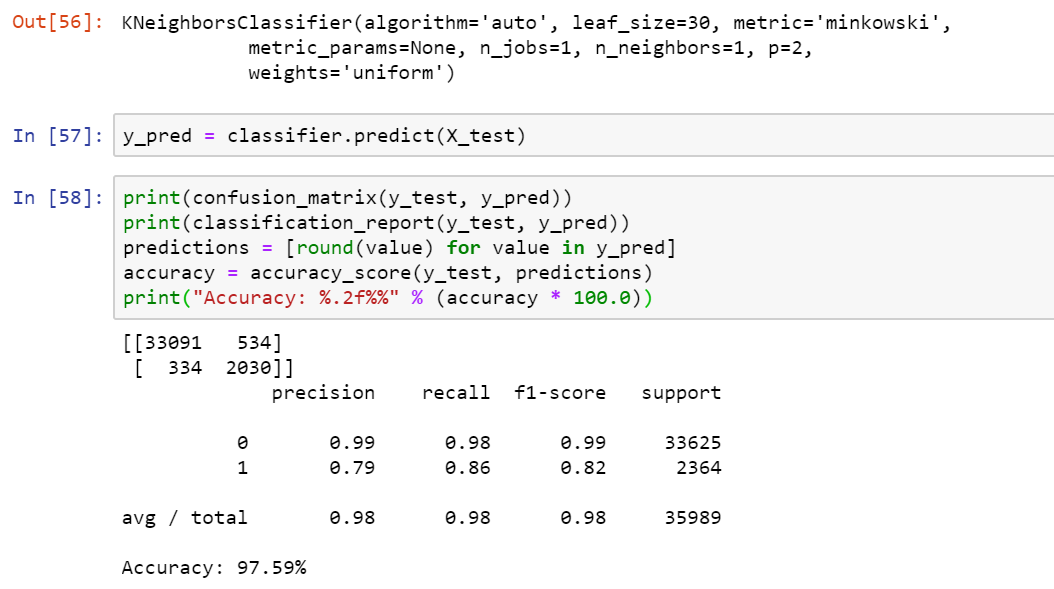 Out[56]: KNeighborsClassifier(algorithm='auto', leaf_size=30, metric='minkowski',
           metric_params=None, n_jobs=1, n_neighbors=1, p=2,
           weights='uniform')
In [57]: y_pred = classifier.predict(X_test)
In [58]: print(confusion_matrix(y_test, y_pred))
print(classification_report(y_test, y_pred))
predictions = [round(value) for value in y_pred]
accuracy = accuracy_score(y_test, predictions)
print("Accuracy: %.2f%%" % (accuracy * 100.0))
[[33091   534]
 [  334  2030]]
             precision    recall  f1-score   support
          0       0.99      0.98      0.99     33625
          1       0.79      0.86      0.82      2364
avg / total       0.98      0.98      0.98     35989
Accuracy: 97.59%